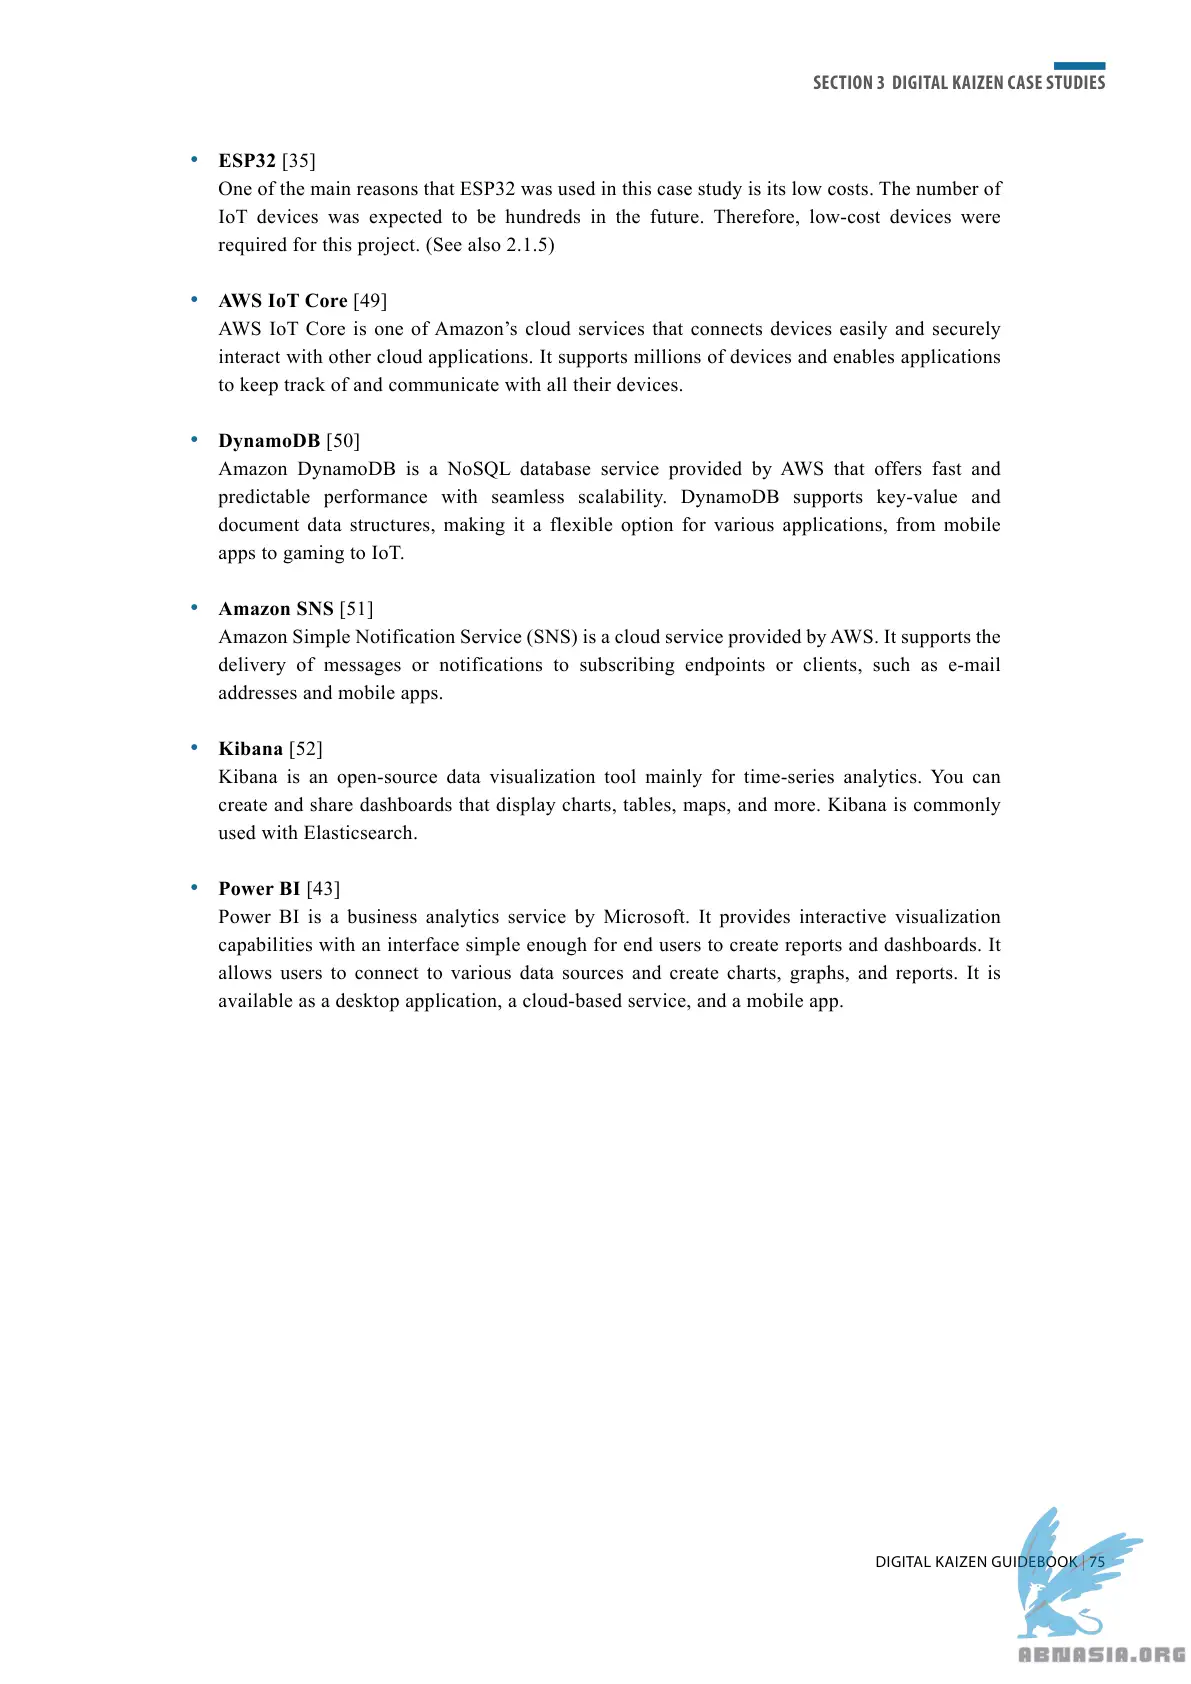 SECTION 3 DIGITAL KAIZEN CASE STUDIES
• ESP32 [35]
One of the main reasons that ESP32 was used in this case study is its low costs. The number of
IoT devices was expected to be hundreds in the future. Therefore, low-cost devices were
required for this project. (See also 2.1.5)
• AWS IoT Core [49]
AWS IoT Core is one of Amazon’s cloud services that connects devices easily and securely
interact with other cloud applications. It supports millions of devices and enables applications
to keep track of and communicate with all their devices.
• DynamoDB [50]
Amazon DynamoDB is a NoSQL database service provided by AWS that offers fast and
predictable performance with seamless scalability. DynamoDB supports key-value and
document data structures, making it a flexible option for various applications, from mobile
apps to gaming to IoT.
• Amazon SNS [51]
Amazon Simple Notification Service (SNS) is a cloud service provided by AWS. It supports the
delivery of messages or notifications to subscribing endpoints or clients, such as e-mail
addresses and mobile apps.
• Kibana [52]
Kibana is an open-source data visualization tool mainly for time-series analytics. You can
create and share dashboards that display charts, tables, maps, and more. Kibana is commonly
used with Elasticsearch.
• Power BI [43]
Power BI is a business analytics service by Microsoft. It provides interactive visualization
capabilities with an interface simple enough for end users to create reports and dashboards. It
allows users to connect to various data sources and create charts, graphs, and reports. It is
available as a desktop application, a cloud-based service, and a mobile app.
DIGITAL KAIZEN GUIDEBOOK | 75
ABNASIA.ORG